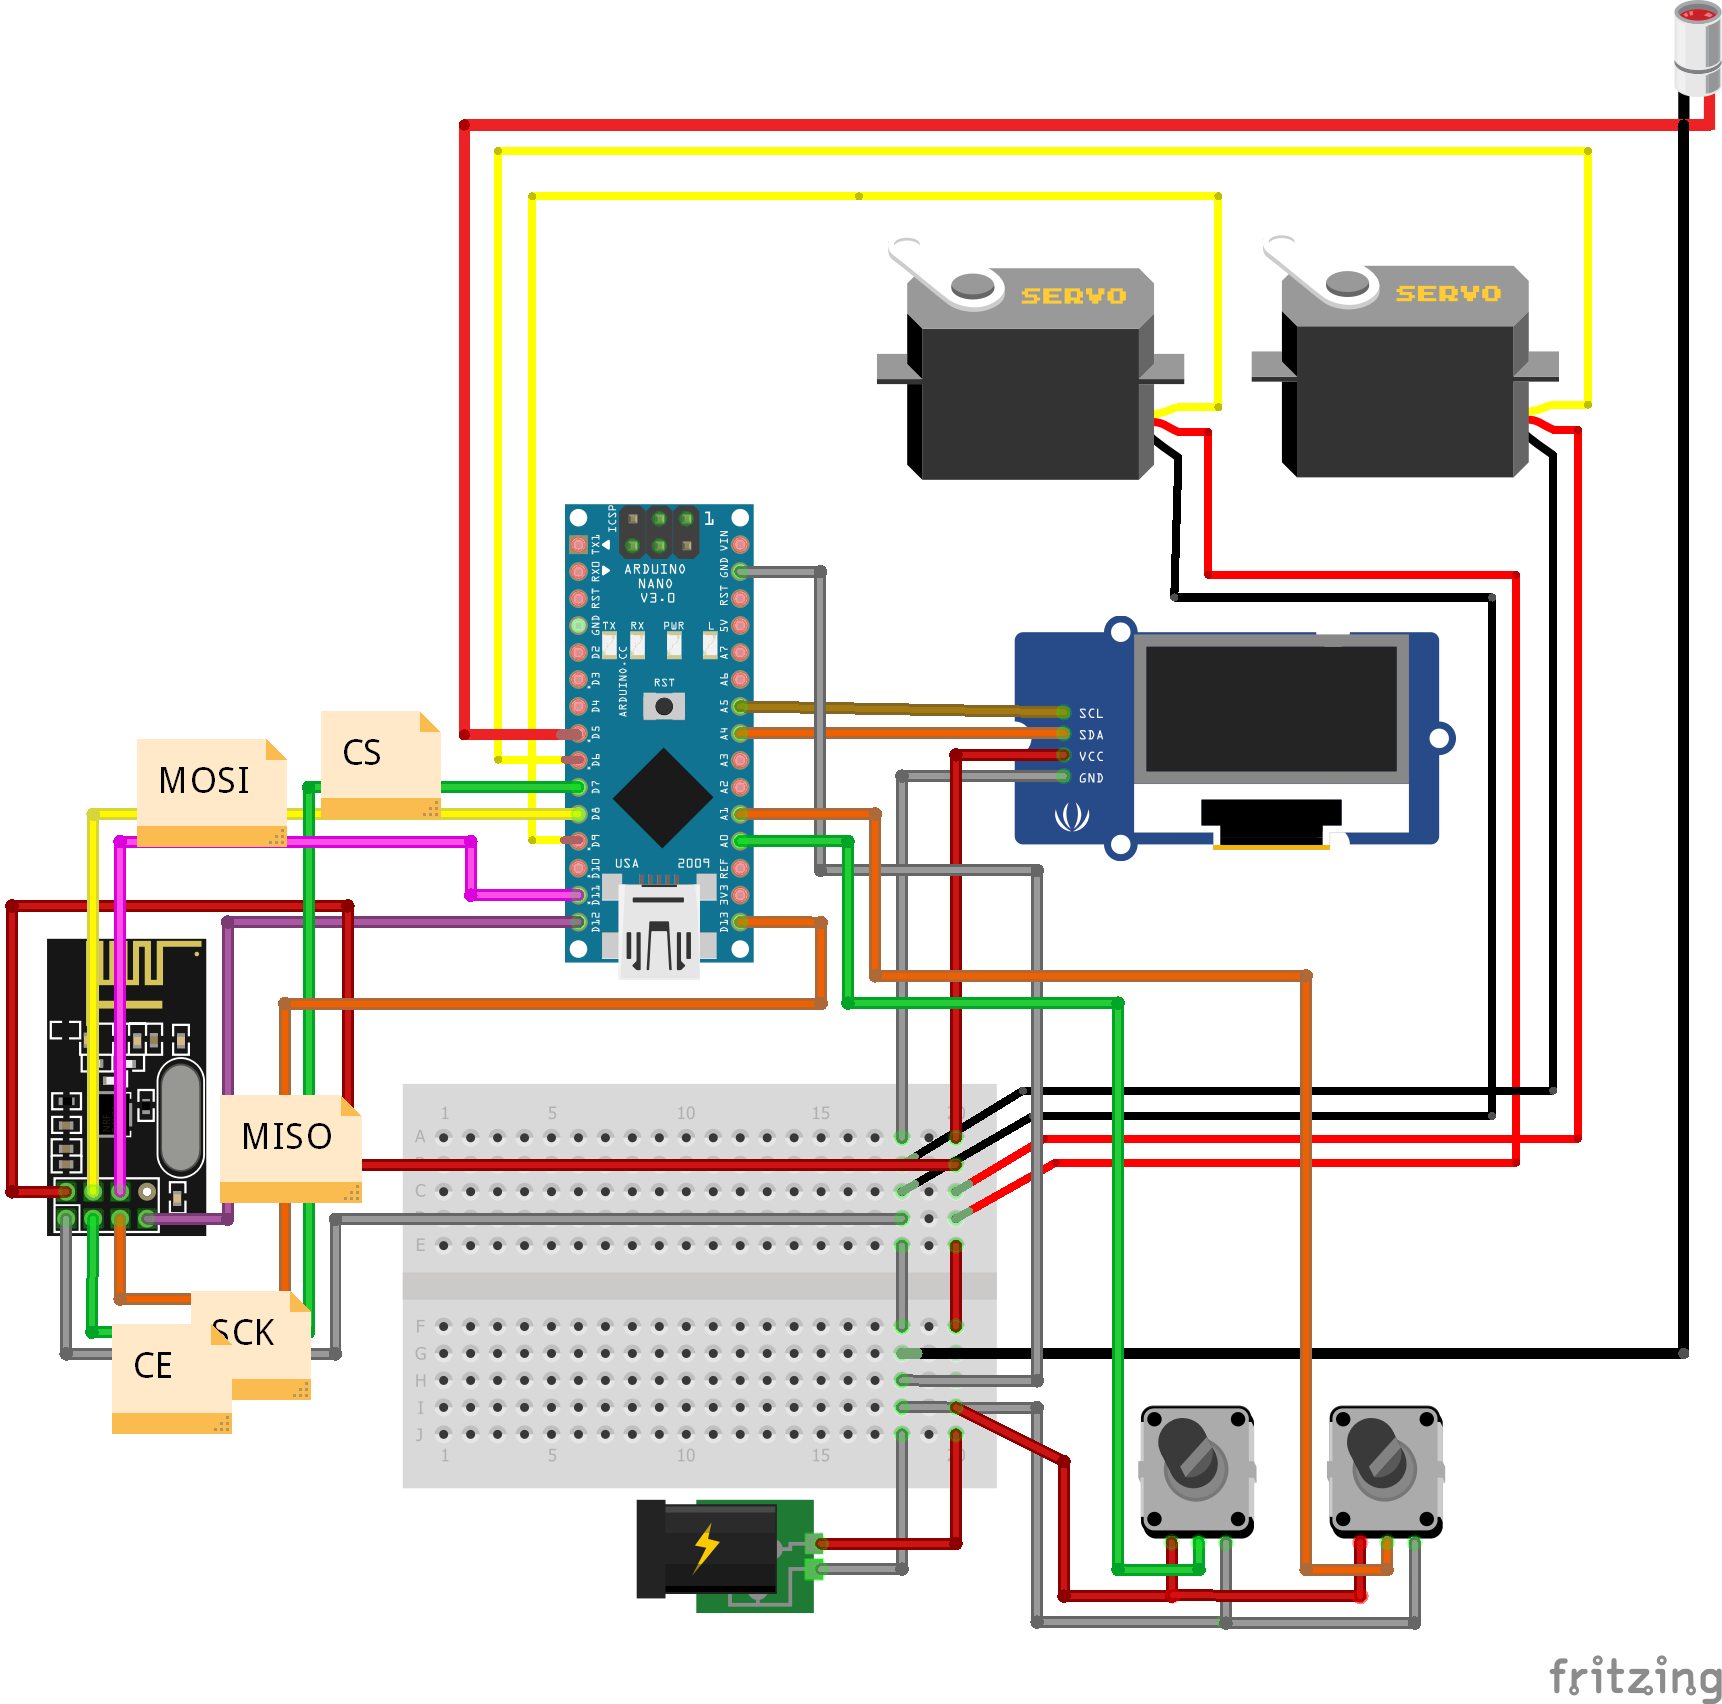 SERVO
SERVO
ICSP
1
TX1
RX0
RST
GND
D2
D3
D4
D5
D6
D7
D8
D9
D10
D11
D12
VIN
GND
RST
5V
A7
A6
A5
A4
A3
A2
A1
A0
REF
3V3
D13
ARDUINO
NANO
V3.0
TX RX PWR L
RST
ARDUINO.CC
USA 2009
SCL
SDA
VCC
GND
CS
MOSI
MISO
SCK
CE
1 5 10 15 20
A
C
E
F
G
H
I
J
1 5 10 15 20
fritzing